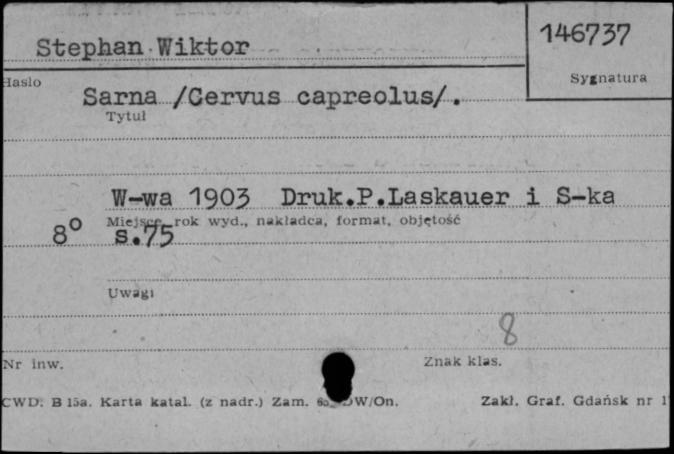 Stephan Wiktor
146737
Hasło
Sygnatura
Sarna /Cervus capreolus/.
Tytuł
W-wa 1903 Druk.P.Laskauer i S-ka
Miejsce, rok wyd., nakładca, format, objętość
8° s.75
Uwagi
8
Nr inw.
Znak klas.
CWD. B 15a. Karta katal. (z nadr.) Zam. W/On.
Zakł. Graf. Gdańsk nr